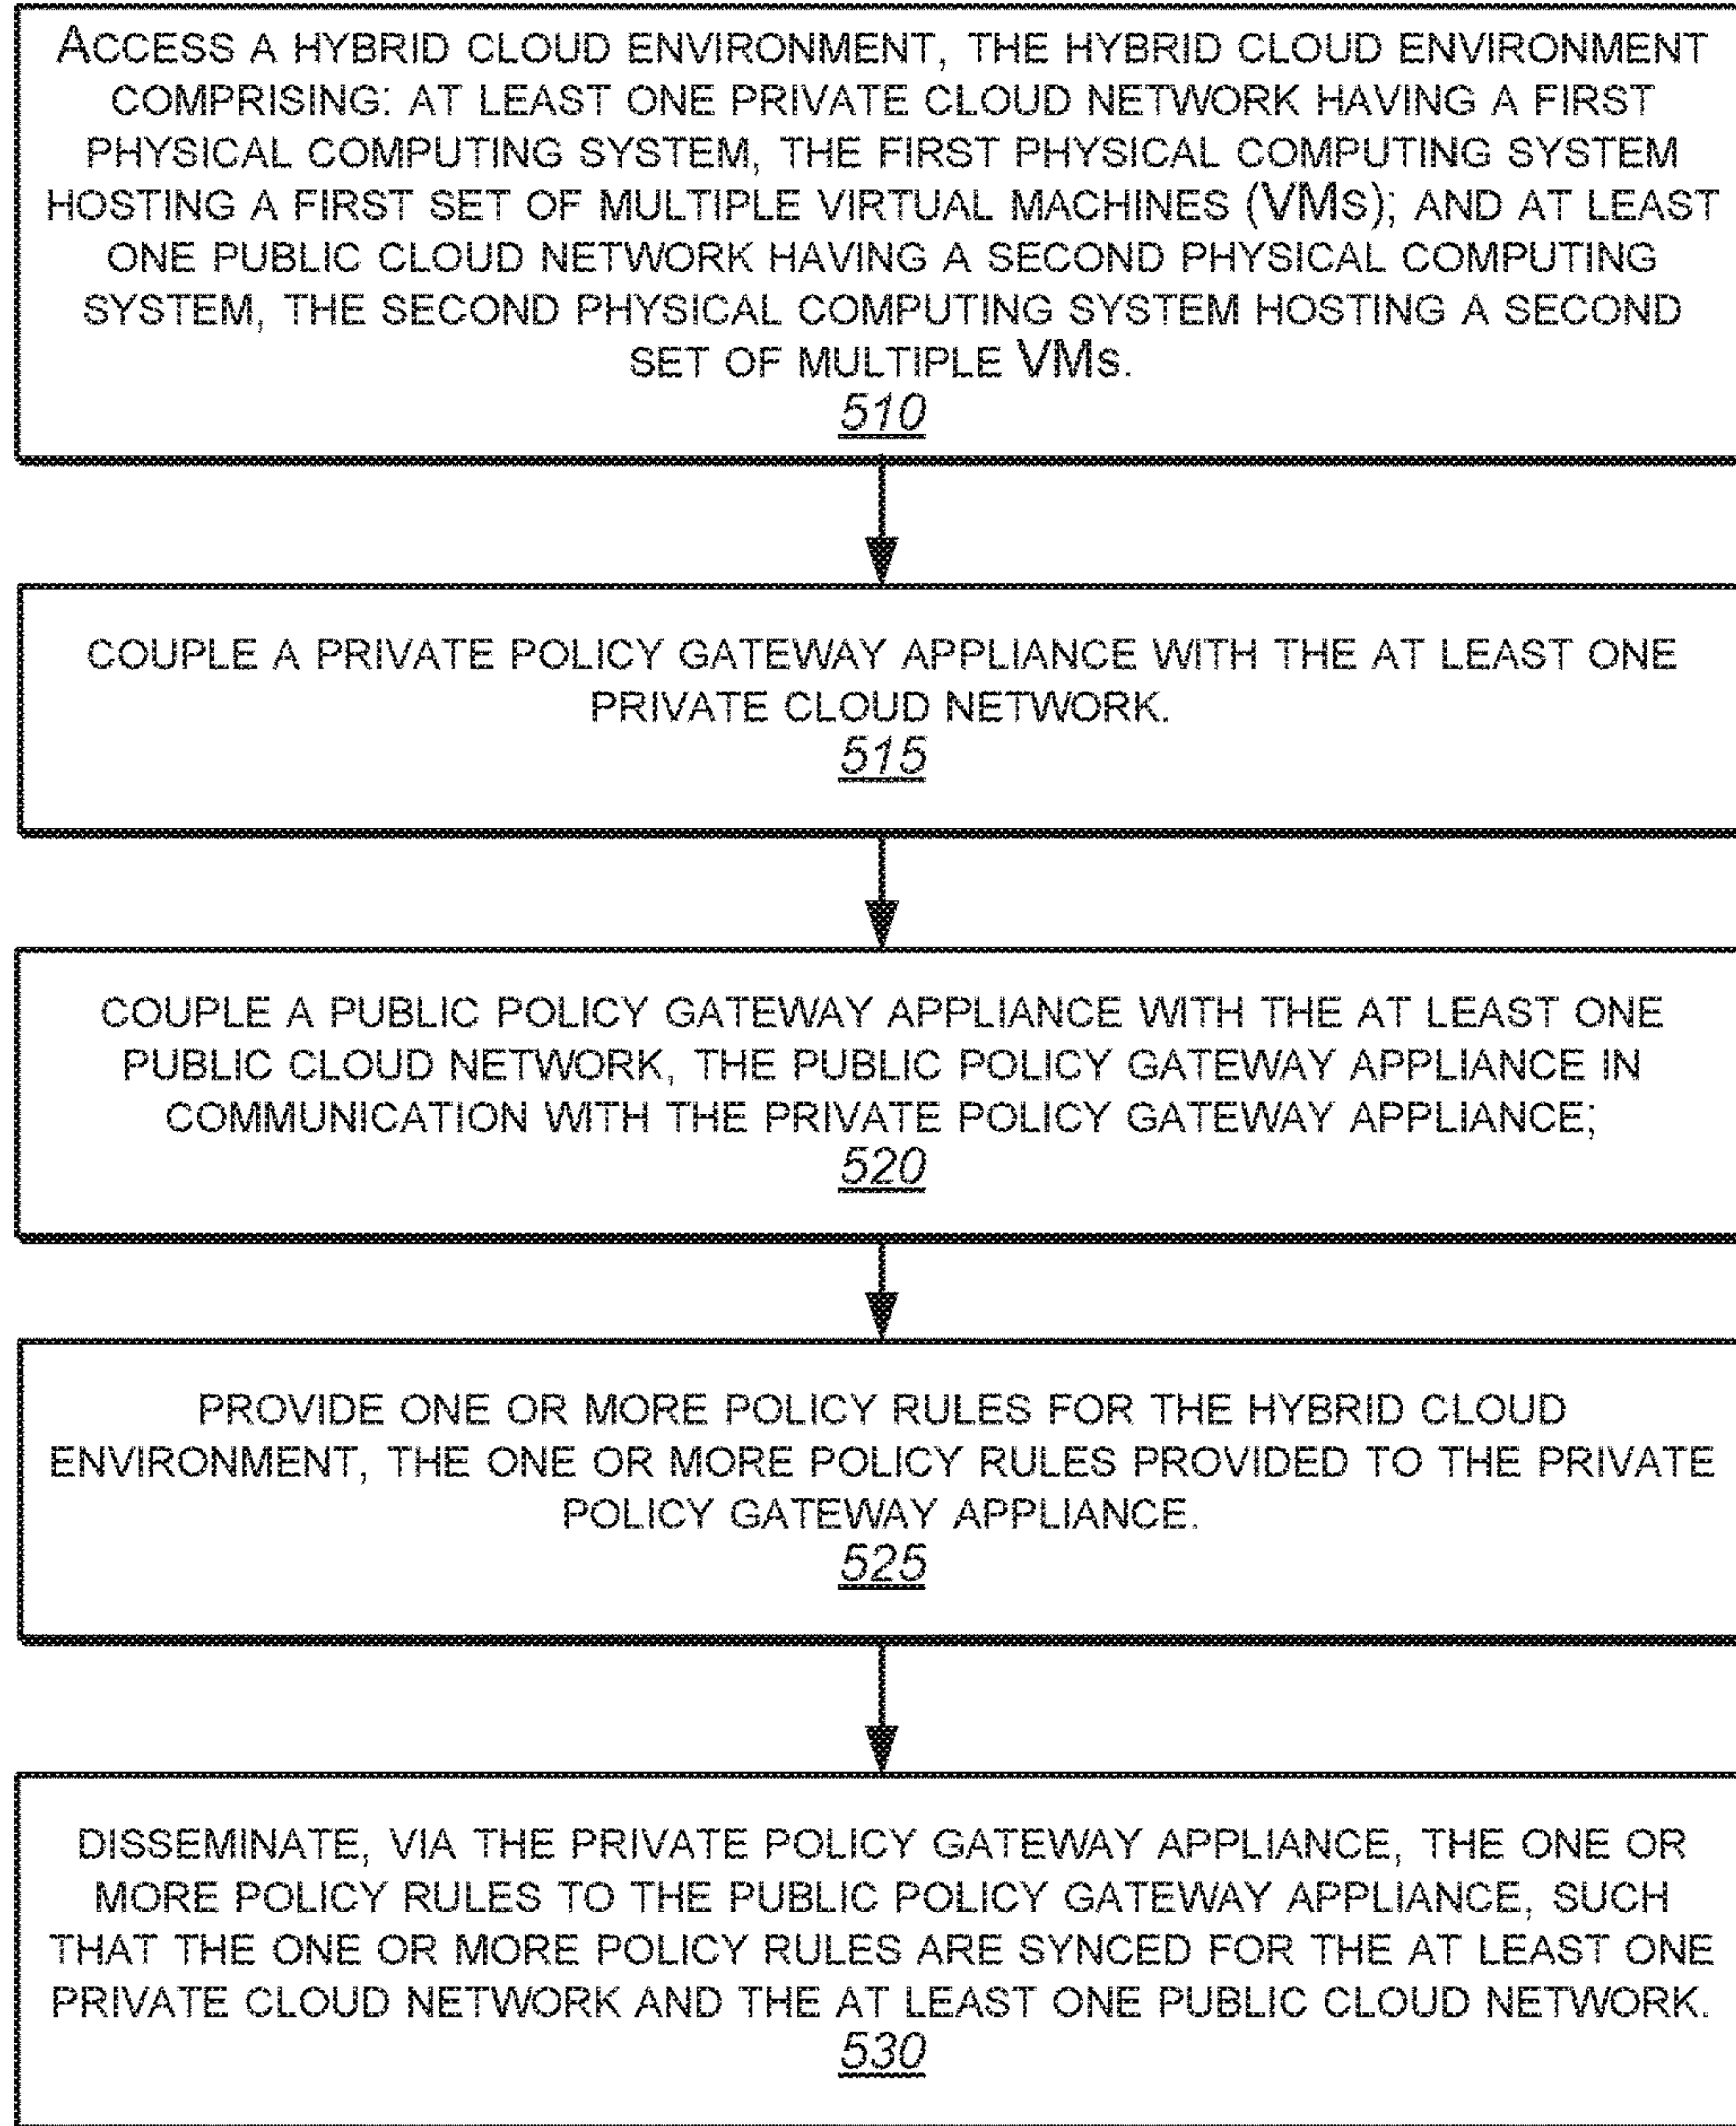 ACCESS A HYBRID CLOUD ENVIRONMENT, THE HYBRID CLOUD ENVIRONMENT
COMPRISING: AT LEAST ONE PRIVATE CLOUD NETWORK HAVING A FIRST
PHYSICAL COMPUTING SYSTEM, THE FIRST PHYSICAL COMPUTING SYSTEM
HOSTING A FIRST SET OF MULTIPLE VIRTUAL MACHINES (VMS); AND AT LEAST
ONE PUBLIC CLOUD NETWORK HAVING A SECOND PHYSICAL COMPUTING
SYSTEM, THE SECOND PHYSICAL COMPUTING SYSTEM HOSTING A SECOND
SET OF MULTIPLE VMS.
510
COUPLE A PRIVATE POLICY GATEWAY APPLIANCE WITH THE AT LEAST ONE
PRIVATE CLOUD NETWORK.
515
COUPLE A PUBLIC POLICY GATEWAY APPLIANCE WITH THE AT LEAST ONE
PUBLIC CLOUD NETWORK, THE PUBLIC POLICY GATEWAY APPLIANCE IN
COMMUNICATION WITH THE PRIVATE POLICY GATEWAY APPLIANCE;
520
PROVIDE ONE OR MORE POLICY RULES FOR THE HYBRID CLOUD
ENVIRONMENT, THE ONE OR MORE POLICY RULES PROVIDED TO THE PRIVATE
POLICY GATEWAY APPLIANCE.
525
DISSEMINATE, VIA THE PRIVATE POLICY GATEWAY APPLIANCE, THE ONE OR
MORE POLICY RULES TO THE PUBLIC POLICY GATEWAY APPLIANCE, SUCH
THAT THE ONE OR MORE POLICY RULES ARE SYNCED FOR THE AT LEAST ONE
PRIVATE CLOUD NETWORK AND THE AT LEAST ONE PUBLIC CLOUD NETWORK.
530